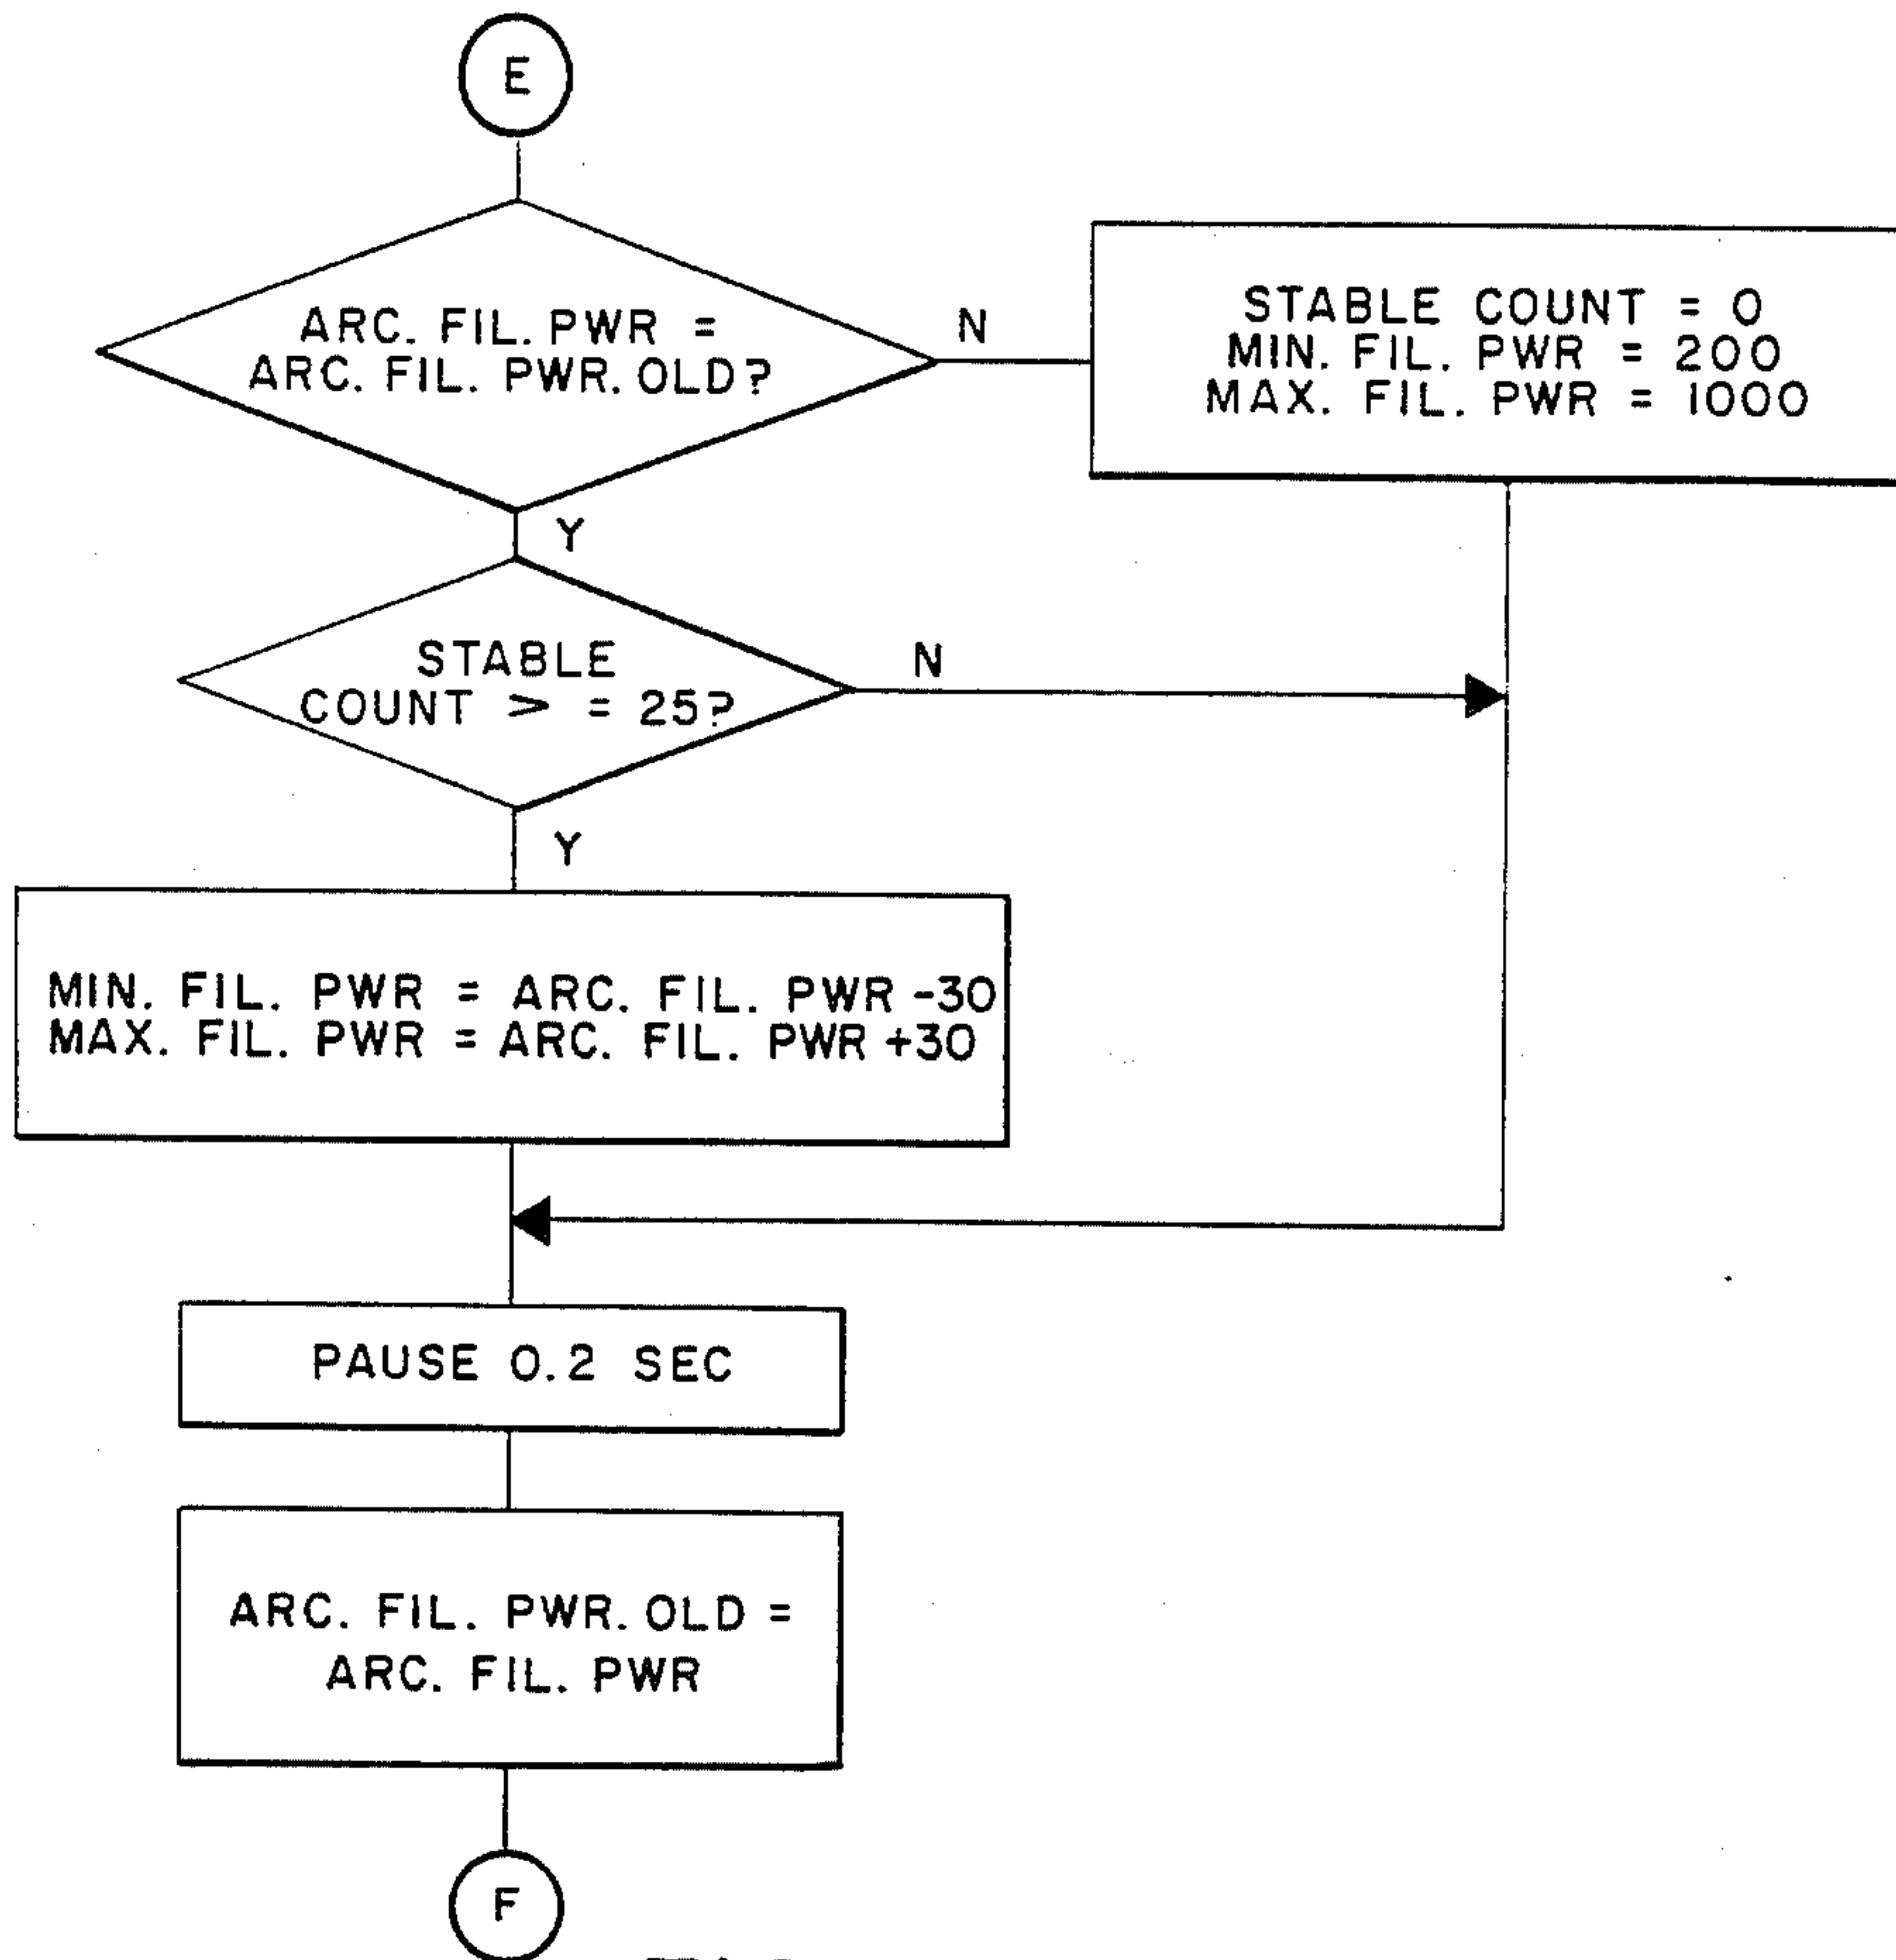 E
ARC. FIL. PWR =
ARC. FIL. PWR. OLD?
N
STABLE COUNT = 0
MIN. FIL. PWR = 200
MAX. FIL. PWR = 1000
Y
STABLE
COUNT > = 25?
N
Y
MIN. FIL. PWR = ARC. FIL. PWR -30
MAX. FIL. PWR = ARC. FIL. PWR +30
PAUSE 0.2 SEC
ARC. FIL. PWR. OLD =
ARC. FIL. PWR
F